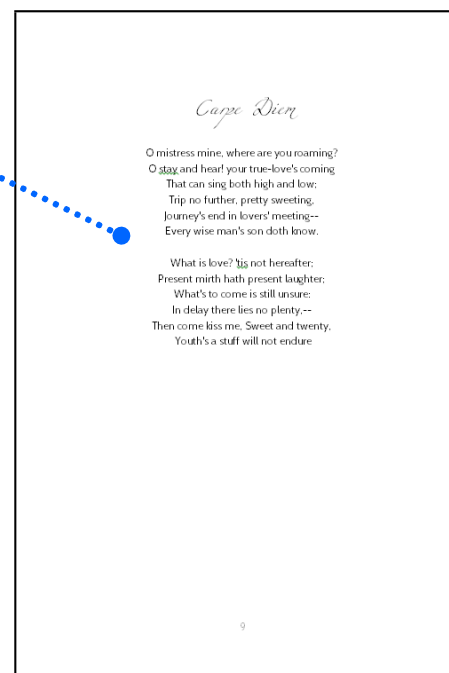 Carpe Diem
O mistress mine, where are you roaming?
O stay and hear! your true-love's coming
That can sing both high and low;
Trip no further, pretty sweeting,
Journey's end in lovers' meeting--
Every wise man's son doth know.
What is love? 'tis not hereafter;
Present mirth hath present laughter;
What's to come is still unsure:
In delay there lies no plenty,--
Then come kiss me, Sweet and twenty,
Youth's a stuff will not endure
9